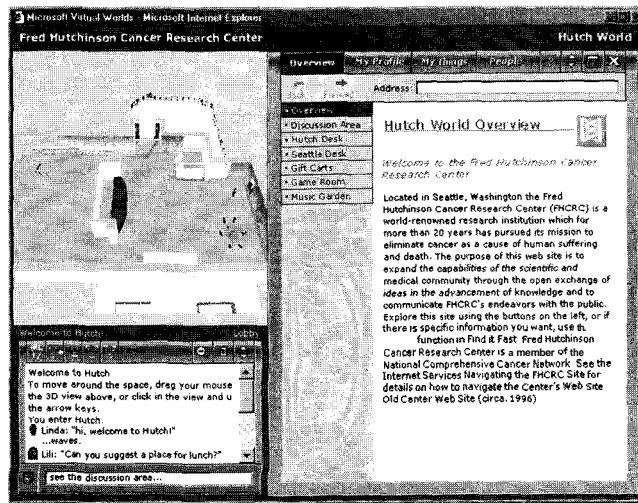 Microsoft Virtual Worlds - Microsoft Internet Explorer
Fred Hutchinson Cancer Research Center
Hutch World
Overview
My Profile
My Things
People
Address:
• Overview
• Discussion Area
• Hutch Desk
• Seattle Desk
• Gift Carts
• Game Room
• Music Garden
Hutch World Overview
Welcome to the Fred Hutchinson Cancer
Research Center
Located in Seattle, Washington the Fred
Hutchinson Cancer Research Center (FHCRC) is a
world-renowned research institution which for
more than 20 years has pursued its mission to
eliminate cancer as a cause of human suffering
and death. The purpose of this web site is to
expand the capabilities of the scientific and
medical community through the open exchange of
ideas in the advancement of knowledge and to
communicate FHCRC's endeavors with the public.
Explore this site using the buttons on the left, or if
there is specific information you want, use th
function in Find it Fast Fred Hutchinson
Cancer Research Center is a member of the
National Comprehensive Cancer Network See the
Internet Services Navigating the FHCRC Site for
details on how to navigate the Center's Web Site
Old Center Web Site (circa. 1996)
Welcome to Hutch
Lobby
Welcome to Hutch
To move around the space, drag your mouse
the 3D view above, or click in the view and u
the arrow keys.
You enter Hutch.
Linda: "hi, welcome to Hutch!"
...waves.
Lili: "Can you suggest a place for lunch?"
see the discussion area...